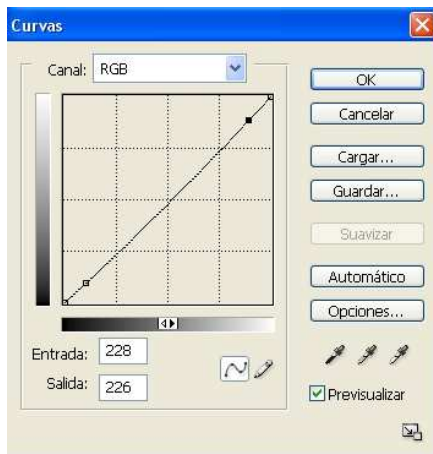 Curvas
Canal: RGB
OK
Cancelar
Cargar...
Guardar...
Suavizar
Automático
Opciones...
Entrada: 228
Salida: 226
Previsualizar